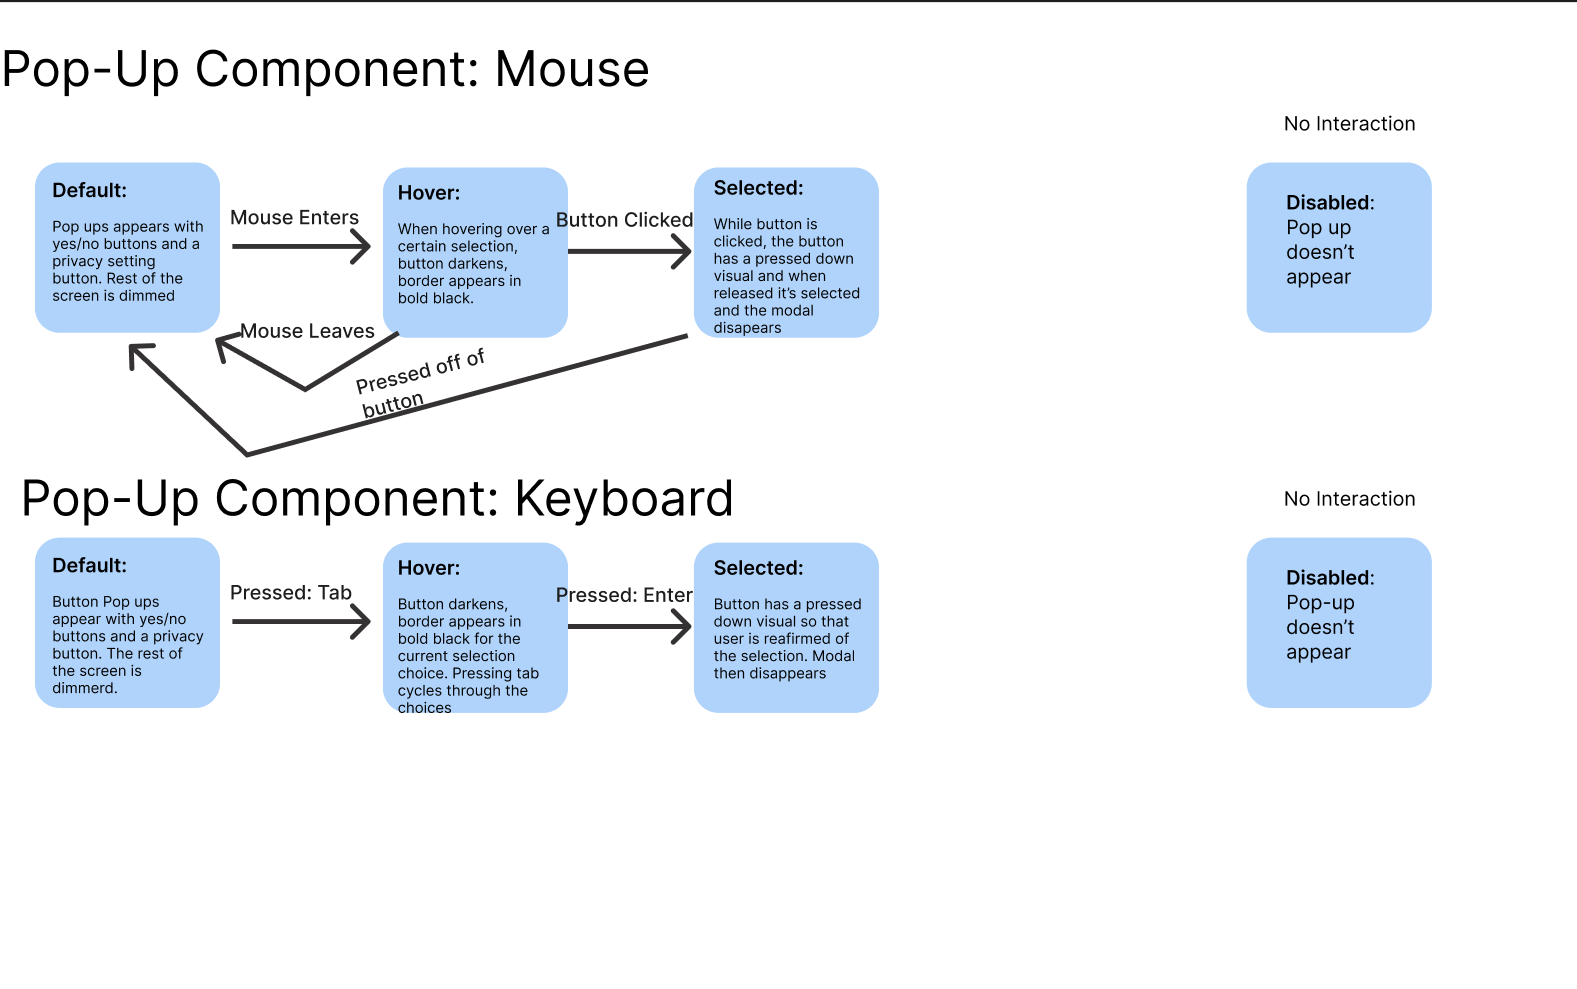 Pop-Up Component: Mouse
No Interaction
Default:
Pop ups appears with
yes/no buttons and a
privacy setting
button. Rest of the
screen is dimmed
Mouse Enters
Hover:
When hovering over a
certain selection,
button darkens,
border appears in
bold black.
Button Clicked
Selected:
While button is
clicked, the button
has a pressed down
visual and when
released it’s selected
and the modal
disapears
Disabled:
Pop up
doesn’t
appear
Mouse Leaves
Pressed off of
button
Pop-Up Component: Keyboard
No Interaction
Default:
Button Pop ups
appear with yes/no
buttons and a privacy
button. The rest of
the screen is
dimmerd.
Pressed: Tab
Hover:
Button darkens,
border appears in
bold black for the
current selection
choice. Pressing tab
cycles through the
choices
Pressed: Enter
Selected:
Button has a pressed
down visual so that
user is reafirmed of
the selection. Modal
then disappears
Disabled:
Pop-up
doesn’t
appear